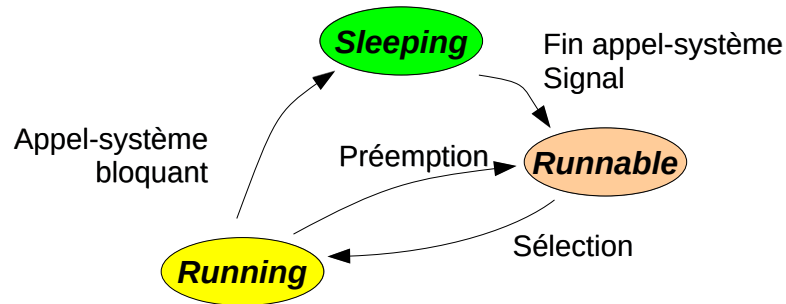 Sleeping
Fin appel-système
Signal
Appel-système
bloquant
Préemption
Runnable
Sélection
Running